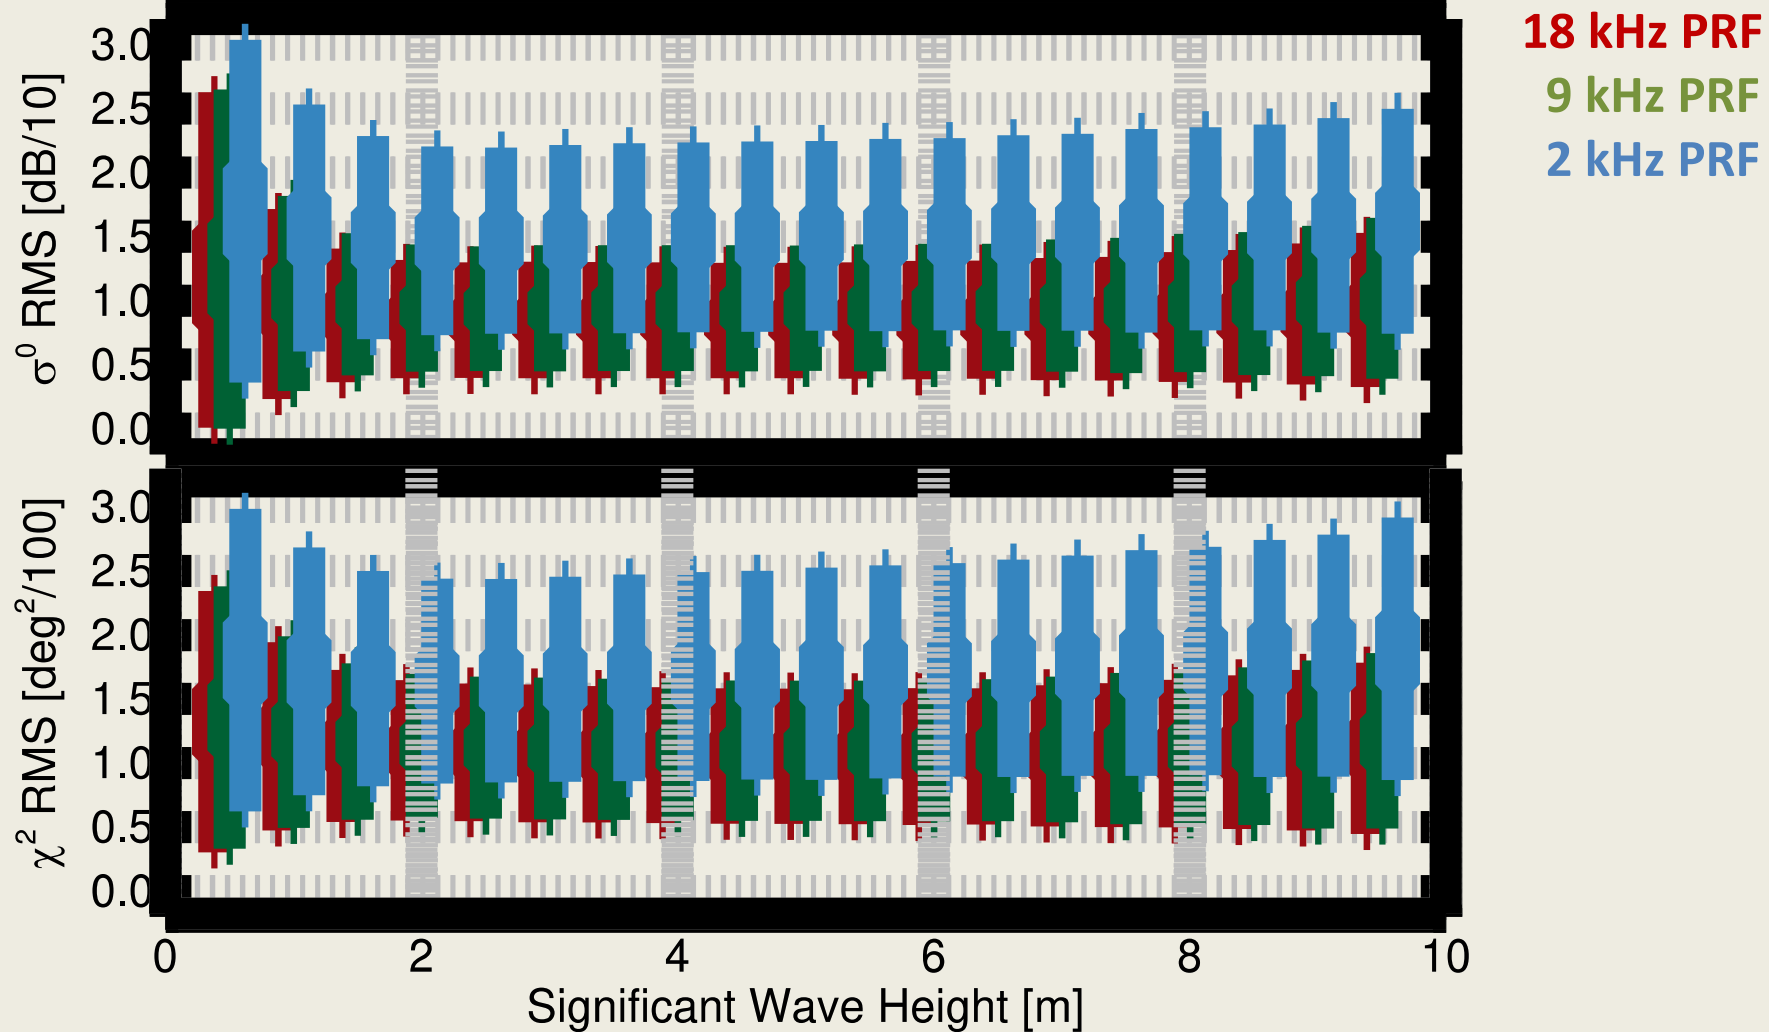 18 kHz PRF
9 kHz PRF
2 kHz PRF
σ⁰ RMS [dB/10]
3.0
2.5
2.0
1.5
1.0
0.5
0.0
χ² RMS [deg²/100]
3.0
2.5
2.0
1.5
1.0
0.5
0.0
0 2 4 6 8 10
Significant Wave Height [m]